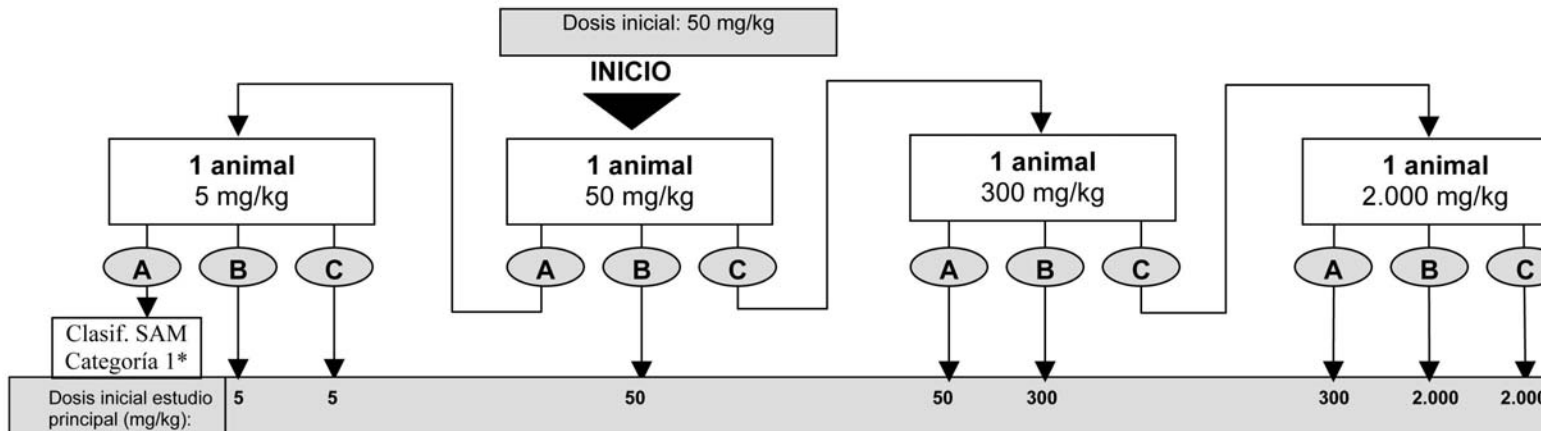 Dosis inicial: 50 mg/kg
INICIO
1 animal
5 mg/kg
1 animal
50 mg/kg
1 animal
300 mg/kg
1 animal
2.000 mg/kg
A B C
A B C
A B C
A B C
Clasif. SAM
Categoría 1*
Dosis inicial estudio
principal (mg/kg):
5 5 50 50 300 300 2.000 2.000